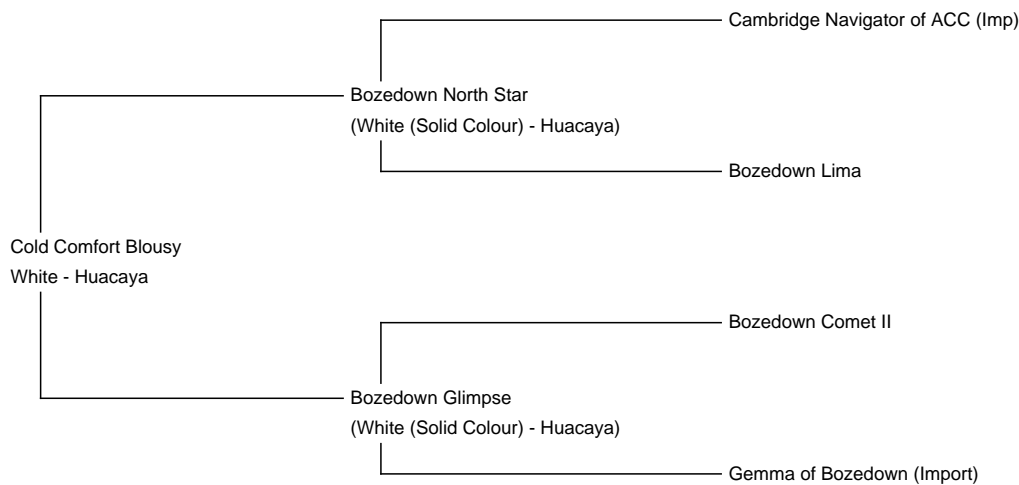 Cambridge Navigator of ACC (Imp)
Bozedown North Star
(White (Solid Colour) - Huacaya)
Bozedown Lima
Cold Comfort Blousy
White - Huacaya
Bozedown Comet II
Bozedown Glimpse
(White (Solid Colour) - Huacaya)
Gemma of Bozedown (Import)